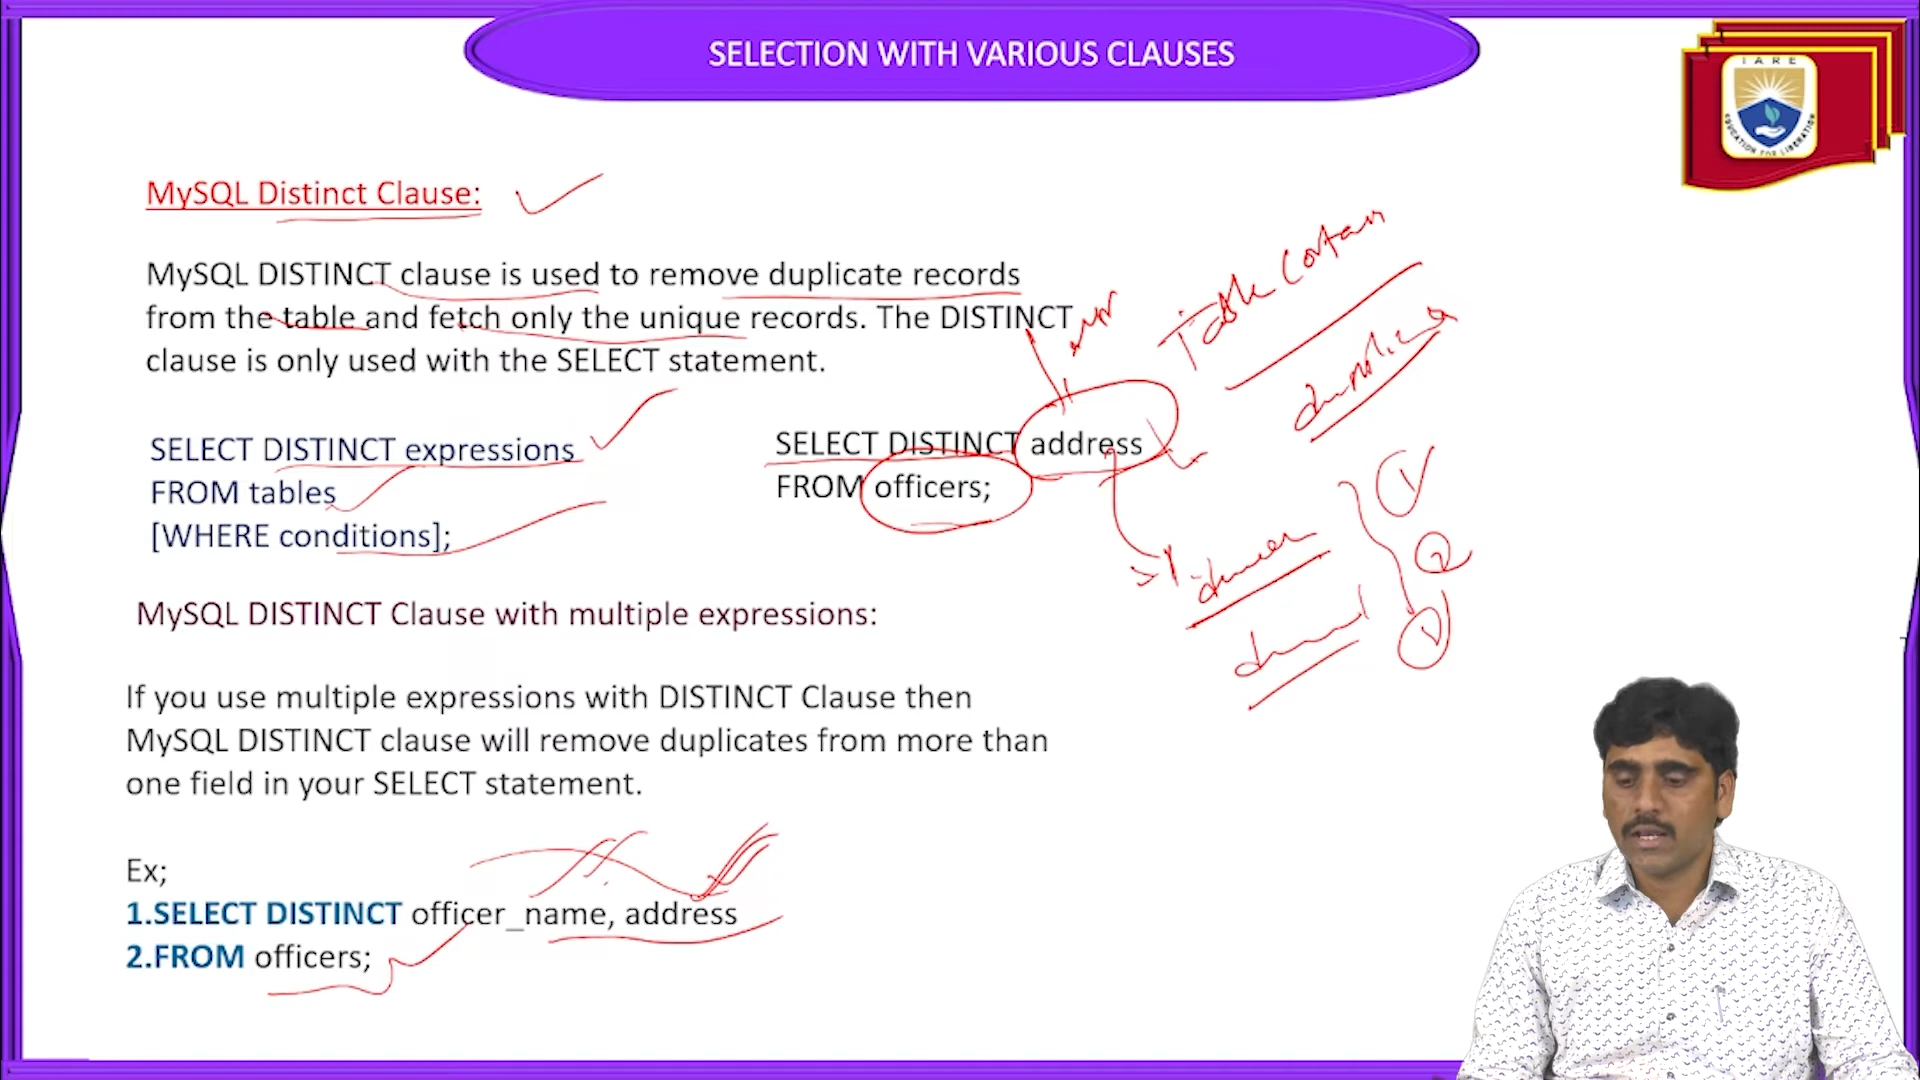 SELECTION WITH VARIOUS CLAUSES
IARE
EDUCATION FOR LIBERATION
MySQL Distinct Clause:
MySQL DISTINCT clause is used to remove duplicate records
from the table and fetch only the unique records. The DISTINCT
clause is only used with the SELECT statement.
SELECT DISTINCT expressions
FROM tables
[WHERE conditions];
SELECT DISTINCT address
FROM officers;
Table Contain
MySQL DISTINCT Clause with multiple expressions:
If you use multiple expressions with DISTINCT Clause then
MySQL DISTINCT clause will remove duplicates from more than
one field in your SELECT statement.
Ex;
1.SELECT DISTINCT officer_name, address
2.FROM officers;